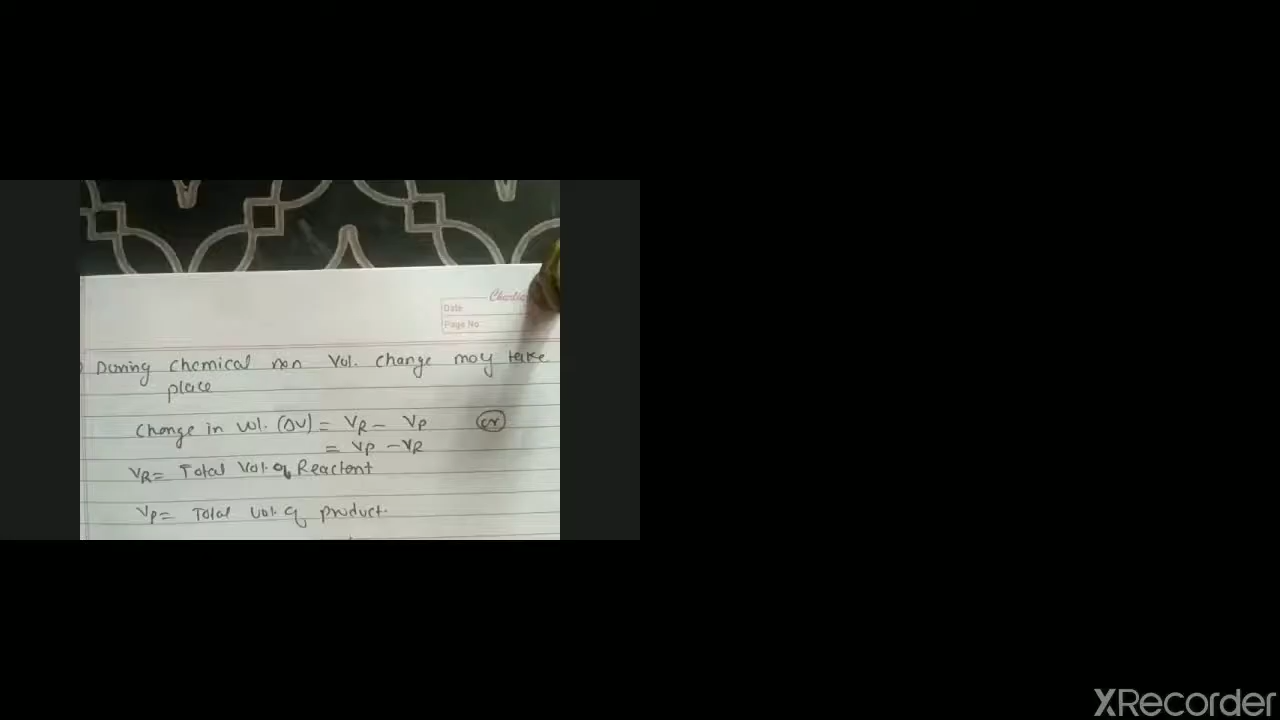 Charlie
Date
Page No
During chemical rxn Vol. change may take
place
Change in vol. (ΔV) = VR - VP or
= VP - VR
VR = Total Vol. of Reactant
VP = Total vol. of product.
XRecorder